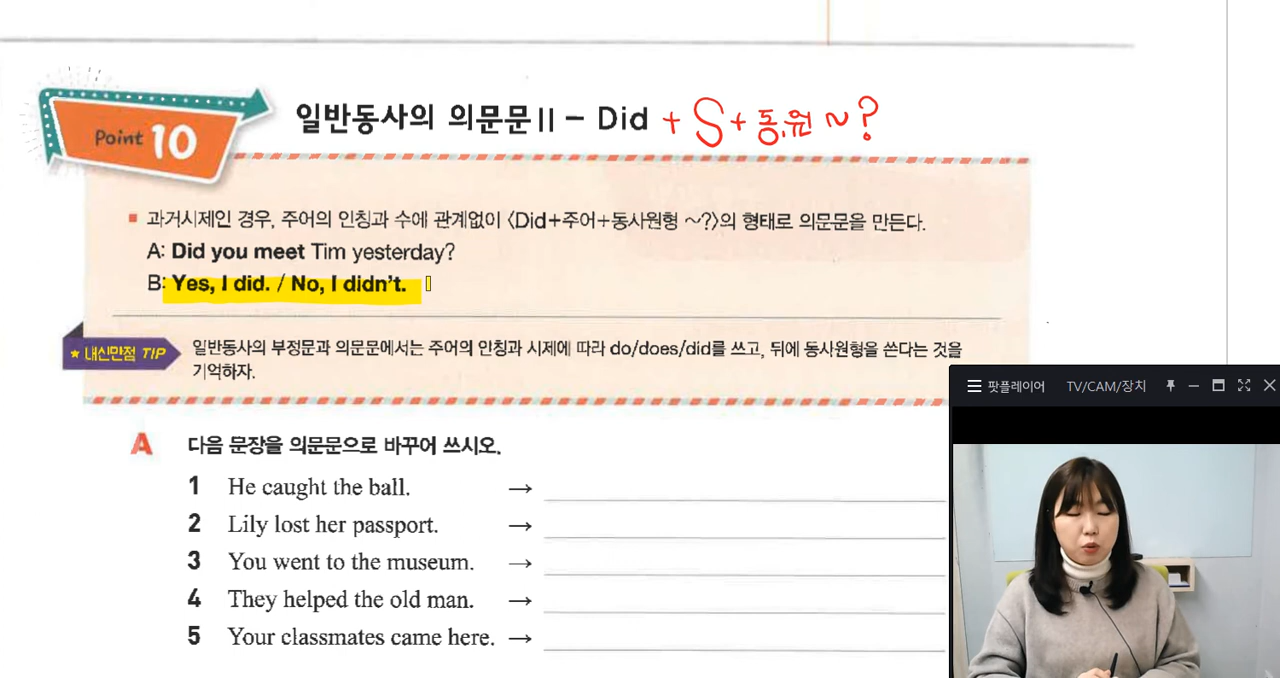 Point 10
일반동사의 의문문 II - Did + S + 동.원 ~?
■ 과거시제인 경우, 주어의 인칭과 수에 관계없이 〈Did+주어+동사원형 ~?〉의 형태로 의문문을 만든다.
A: Did you meet Tim yesterday?
B: Yes, I did. / No, I didn't.
★ 내신만점 TIP
일반동사의 부정문과 의문문에서는 주어의 인칭과 시제에 따라 do/does/did를 쓰고, 뒤에 동사원형을 쓴다는 것을
기억하자.
팟플레이어 TV/CAM/장치
A 다음 문장을 의문문으로 바꾸어 쓰시오.
1 He caught the ball. →
2 Lily lost her passport. →
3 You went to the museum. →
4 They helped the old man. →
5 Your classmates came here. →